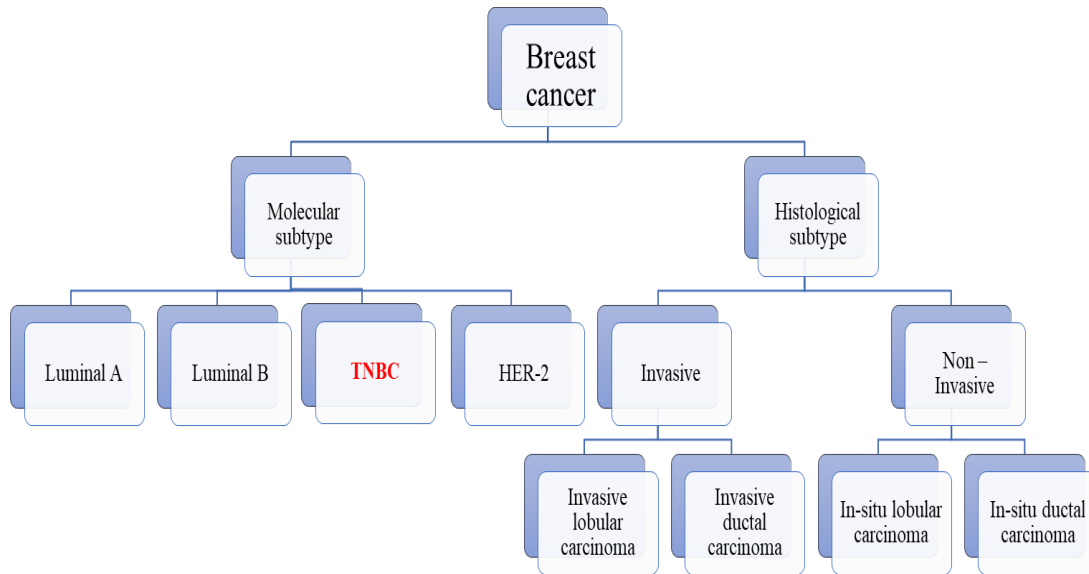 Breast
cancer
Molecular
subtype
Histological
subtype
Luminal A
Luminal B
TNBC
HER-2
Invasive
Non –
Invasive
Invasive
lobular
carcinoma
Invasive
ductal
carcinoma
In-situ lobular
carcinoma
In-situ ductal
carcinoma